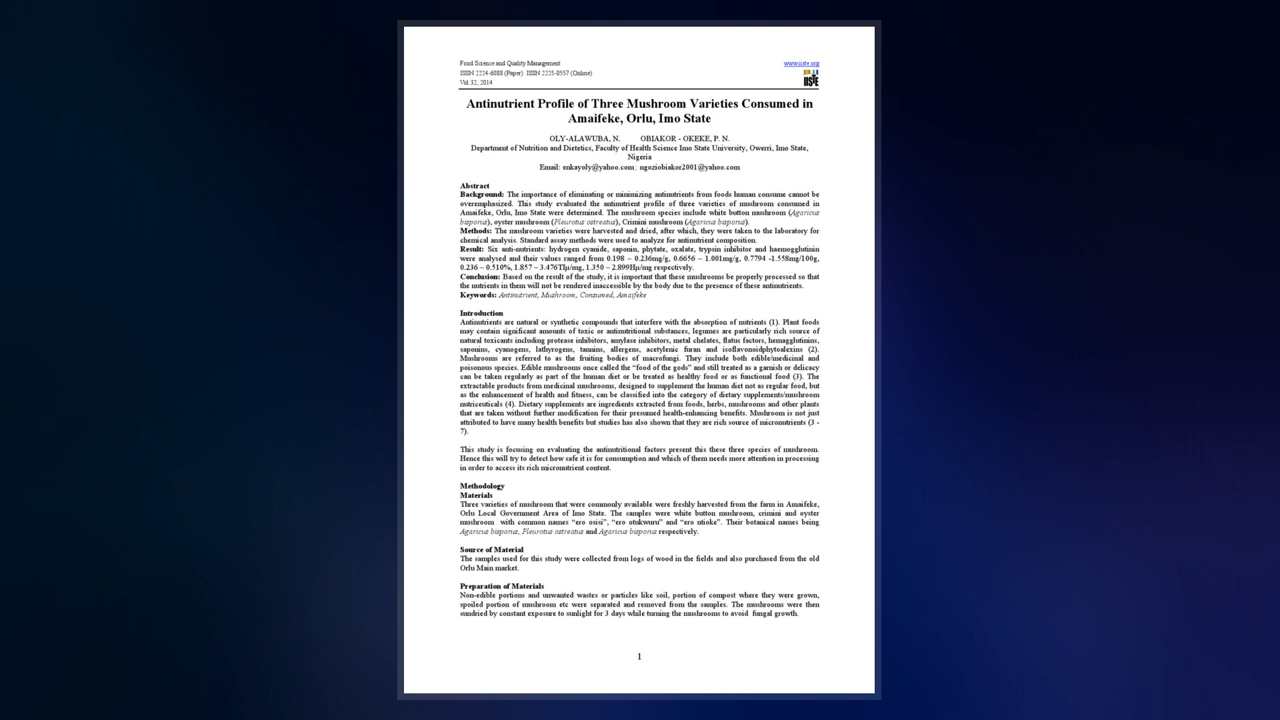 Food Science and Quality Management
www.iiste.org
ISSN 2224-6088 (Paper) ISSN 2225-0557 (Online)
Vol 32, 2014
IISTE
Antinutrient Profile of Three Mushroom Varieties Consumed in
Amaifeke, Orlu, Imo State
OLY-ALAWUBA, N. OBIAKOR - OKEKE, P. N.
Department of Nutrition and Dietetics, Faculty of Health Science Imo State University, Owerri, Imo State,
Nigeria
Email: enkayoly@yahoo.com, ngoziobiakor2001@yahoo.com
Abstract
Background: The importance of eliminating or minimizing antinutrients from foods human consume cannot be
overemphasized. This study evaluated the antinutrient profile of three varieties of mushroom consumed in
Amaifeke, Orlu, Imo State were determined. The mushroom species include white button mushroom (Agaricus
bisporus), oyster mushroom (Pleurotus ostreatus), Crimini mushroom (Agaricus bisporus).
Methods: The mushroom varieties were harvested and dried, after which, they were taken to the laboratory for
chemical analysis. Standard assay methods were used to analyze for antinutrient composition.
Result: Six anti-nutrients: hydrogen cyanide, saponin, phytate, oxalate, trypsin inhibitor and haemogglutinin
were analysed and their values ranged from 0.198 – 0.236mg/g, 0.6656 – 1.001mg/g, 0.7794 -1.558mg/100g,
0.236 – 0.510%, 1.857 – 3.476TIµ/mg, 1.350 – 2.899Hµ/mg respectively.
Conclusion: Based on the result of the study, it is important that these mushrooms be properly processed so that
the nutrients in them will not be rendered inaccessible by the body due to the presence of these antinutrients.
Keywords: Antinutrient, Mushroom, Consumed, Amaifeke
Introduction
Antinutrients are natural or synthetic compounds that interfere with the absorption of nutrients (1). Plant foods
may contain significant amounts of toxic or antinutritional substances, legumes are particularly rich source of
natural toxicants including protease inhibitors, amylase inhibitors, metal chelates, flatus factors, hemagglutinins,
saponins, cyanogens, lathyrogens, tannins, allergens, acetylenic furan and isoflavonoidphytoalexins (2).
Mushrooms are referred to as the fruiting bodies of macrofungi. They include both edible/medicinal and
poisonous species. Edible mushrooms once called the “food of the gods” and still treated as a garnish or delicacy
can be taken regularly as part of the human diet or be treated as healthy food or as functional food (3). The
extractable products from medicinal mushrooms, designed to supplement the human diet not as regular food, but
as the enhancement of health and fitness, can be classified into the category of dietary supplements/mushroom
nutriceuticals (4). Dietary supplements are ingredients extracted from foods, herbs, mushrooms and other plants
that are taken without further modification for their presumed health-enhancing benefits. Mushroom is not just
attributed to have many health benefits but studies has also shown that they are rich source of micronutrients (3 -
7).
This study is focusing on evaluating the antinutritional factors present this these three species of mushroom.
Hence this will try to detect how safe it is for consumption and which of them needs more attention in processing
in order to access its rich micronutrient content.
Methodology
Materials
Three varieties of mushroom that were commonly available were freshly harvested from the farm in Amaifeke,
Orlu Local Government Area of Imo State. The samples were white button mushroom, crimini and oyster
mushroom with common names “ero osisi”, “ero otukwuru” and “ero ntioke”. Their botanical names being
Agaricus bisporus, Pleurotus ostreatus and Agaricus bisporus respectively.
Source of Material
The samples used for this study were collected from logs of wood in the fields and also purchased from the old
Orlu Main market.
Preparation of Materials
Non-edible portions and unwanted wastes or particles like soil, portion of compost where they were grown,
spoiled portion of mushroom etc were separated and removed from the samples. The mushrooms were then
sundried by constant exposure to sunlight for 3 days while turning the mushrooms to avoid fungal growth.
1